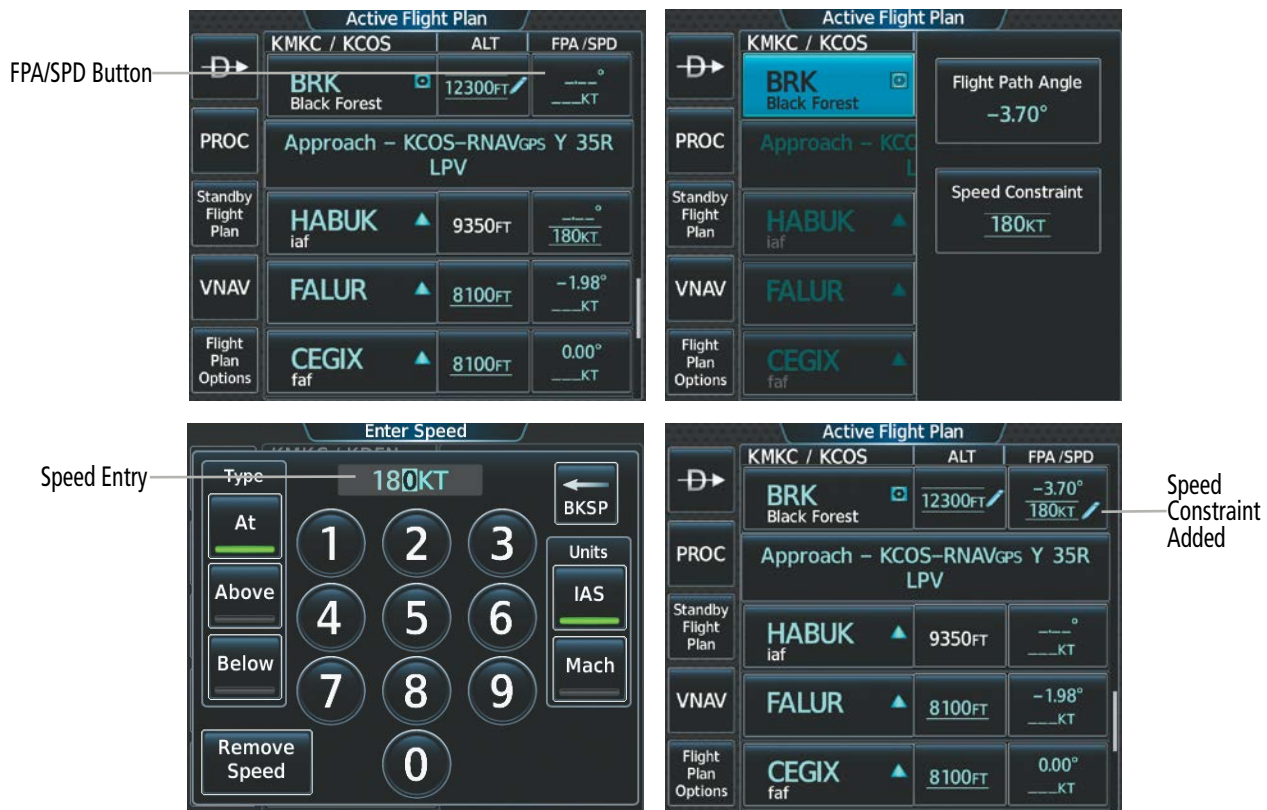 Active Flight Plan
KMKC / KCOS ALT FPA/SPD
FPA/SPD Button
BRK 12300FT _.__°
Black Forest ___KT
PROC
Approach – KCOS–RNAVGPS Y 35R
LPV
Standby
Flight
Plan
HABUK 9350FT _.__°
iaf 180KT
VNAV
FALUR 8100FT –1.98°
___KT
Flight
Plan
Options
CEGIX 8100FT 0.00°
faf ___KT
Active Flight Plan
KMKC / KCOS
BRK
Black Forest
Flight Path Angle
–3.70°
PROC
Approach – KCO
L
Standby
Flight
Plan
HABUK
iaf
Speed Constraint
180KT
VNAV
FALUR
Flight
Plan
Options
CEGIX
faf
Enter Speed
KMKC / KDEN
Speed Entry
Type
180KT
BKSP
At
1 2 3
Units
IAS
Above
4 5 6
Below
Mach
7 8 9
Remove
Speed
0
Active Flight Plan
KMKC / KCOS ALT FPA/SPD
BRK 12300FT –3.70°
Black Forest 180KT
Speed
Constraint
Added
PROC
Approach – KCOS–RNAVGPS Y 35R
LPV
Standby
Flight
Plan
HABUK 9350FT _.__°
iaf ___KT
VNAV
FALUR 8100FT –1.98°
___KT
Flight
Plan
Options
CEGIX 8100FT 0.00°
faf ___KT